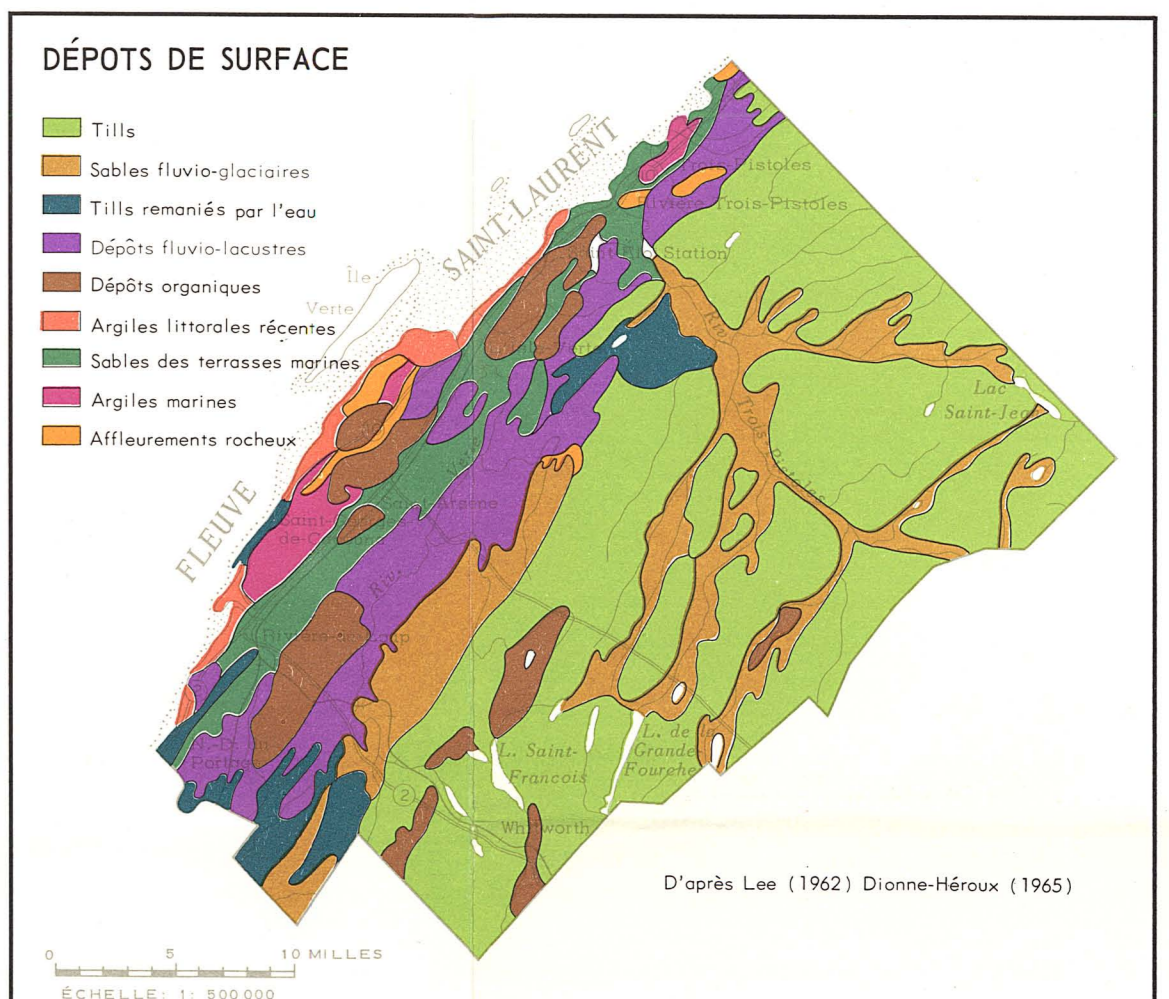 DÉPOTS DE SURFACE
Tills
Sables fluvio-glaciaires
Tills remaniés par l'eau
Dépôts fluvio-lacustres
Dépôts organiques
Argiles littorales récentes
Sables des terrasses marines
Argiles marines
Affleurements rocheux
FLEUVE
SAINT-LAURENT
Île
Verte
Trois-Pistoles
Rivière Trois-Pistoles
Station
Riv.
Trois-Pistoles
Lac
Saint-Jean
Verte
Saint-Arsène
Riv.
Rivière-du-Loup
N.-D. du
Portage
L. Saint-
François
L. de la
Grande-
Fourche
2
Whitworth
D'après Lee (1962) Dionne-Héroux (1965)
0 5 10 MILLES
ÉCHELLE: 1: 500 000